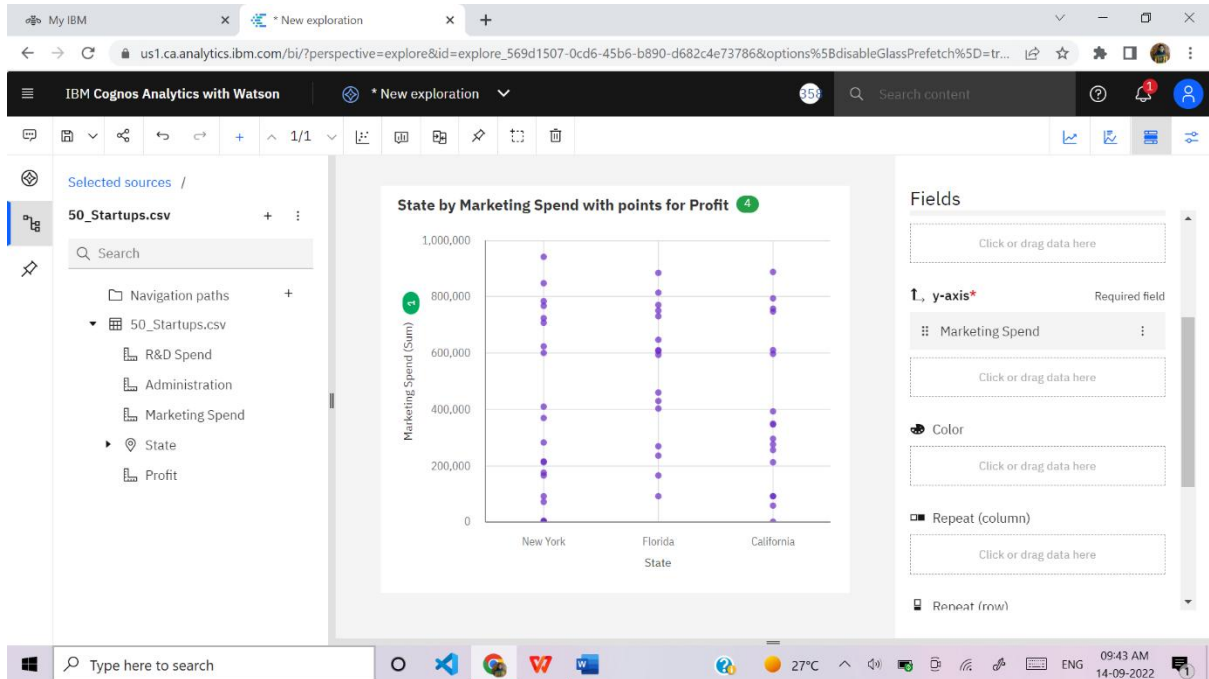 My IBM
* New exploration
us1.ca.analytics.ibm.com/bi/?perspective=explore&id=explore_569d1507-0cd6-45b6-b890-d682c4e73786&options%5BdisableGlassPrefetch%5D=tr...
IBM Cognos Analytics with Watson
* New exploration
358
Search content
1
1/1
Selected sources /
50_Startups.csv
Search
Navigation paths
50_Startups.csv
R&D Spend
Administration
Marketing Spend
State
Profit
State by Marketing Spend with points for Profit 4
1
Marketing Spend (Sum)
1,000,000
800,000
600,000
400,000
200,000
0
New York Florida California
State
Fields
Click or drag data here
y-axis* Required field
Marketing Spend
Click or drag data here
Color
Click or drag data here
Repeat (column)
Click or drag data here
Repeat (row)
Type here to search
27°C
ENG
09:43 AM
14-09-2022
1